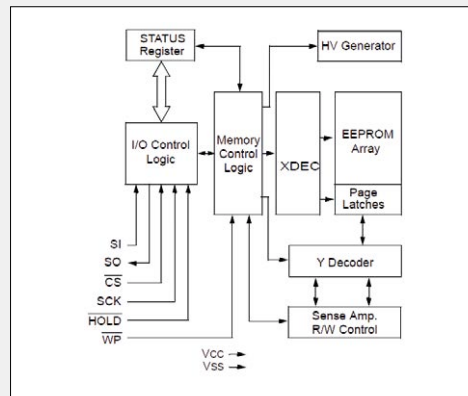 STATUS
Register
HV Generator
I/O Control
Logic
Memory
Control
Logic
XDEC
EEPROM
Array
Page
Latches
Y Decoder
Sense Amp.
R/W Control
SI
SO
CS
SCK
HOLD
WP
Vcc
Vss